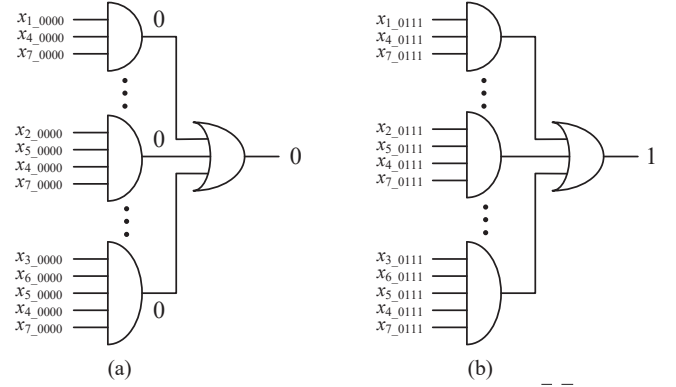 x1_0000
x4_0000
x7_0000
0
x2_0000
x5_0000
x4_0000
x7_0000
0
0
x3_0000
x6_0000
x5_0000
x4_0000
x7_0000
0
(a)
x1_0111
x4_0111
x7_0111
x2_0111
x5_0111
x4_0111
x7_0111
1
x3_0111
x6_0111
x5_0111
x4_0111
x7_0111
(b)